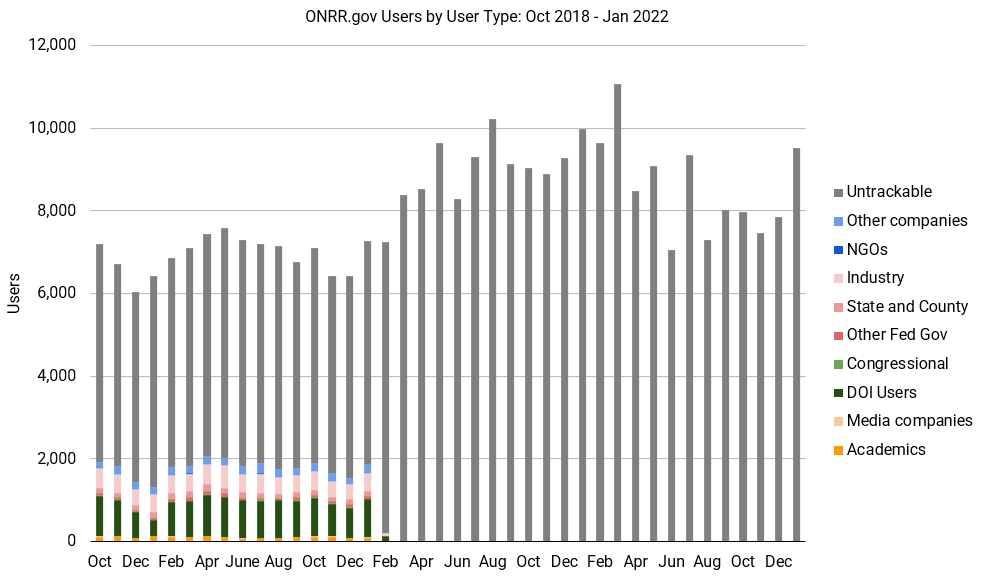 ONRR.gov Users by User Type: Oct 2018 - Jan 2022
12,000
10,000
8,000
6,000
4,000
2,000
0
Users
Oct Dec Feb Apr June Aug Oct Dec Feb Apr Jun Aug Oct Dec Feb Apr Jun Aug Oct Dec
Untrackable
Other companies
NGOs
Industry
State and County
Other Fed Gov
Congressional
DOI Users
Media companies
Academics